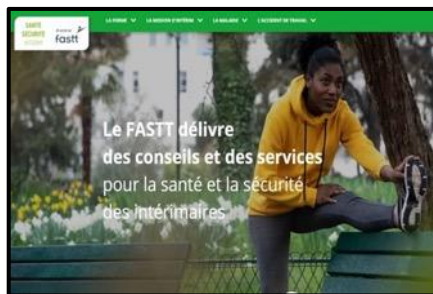 SANTÉ
SÉCURITÉ
fastt
LA FORME
LA MISSION D'INTÉRIM
LA MALADIE
L'ACCIDENT DE TRAVAIL
Le FASTT délivre
des conseils et des services
pour la santé et la sécurité
des intérimaires